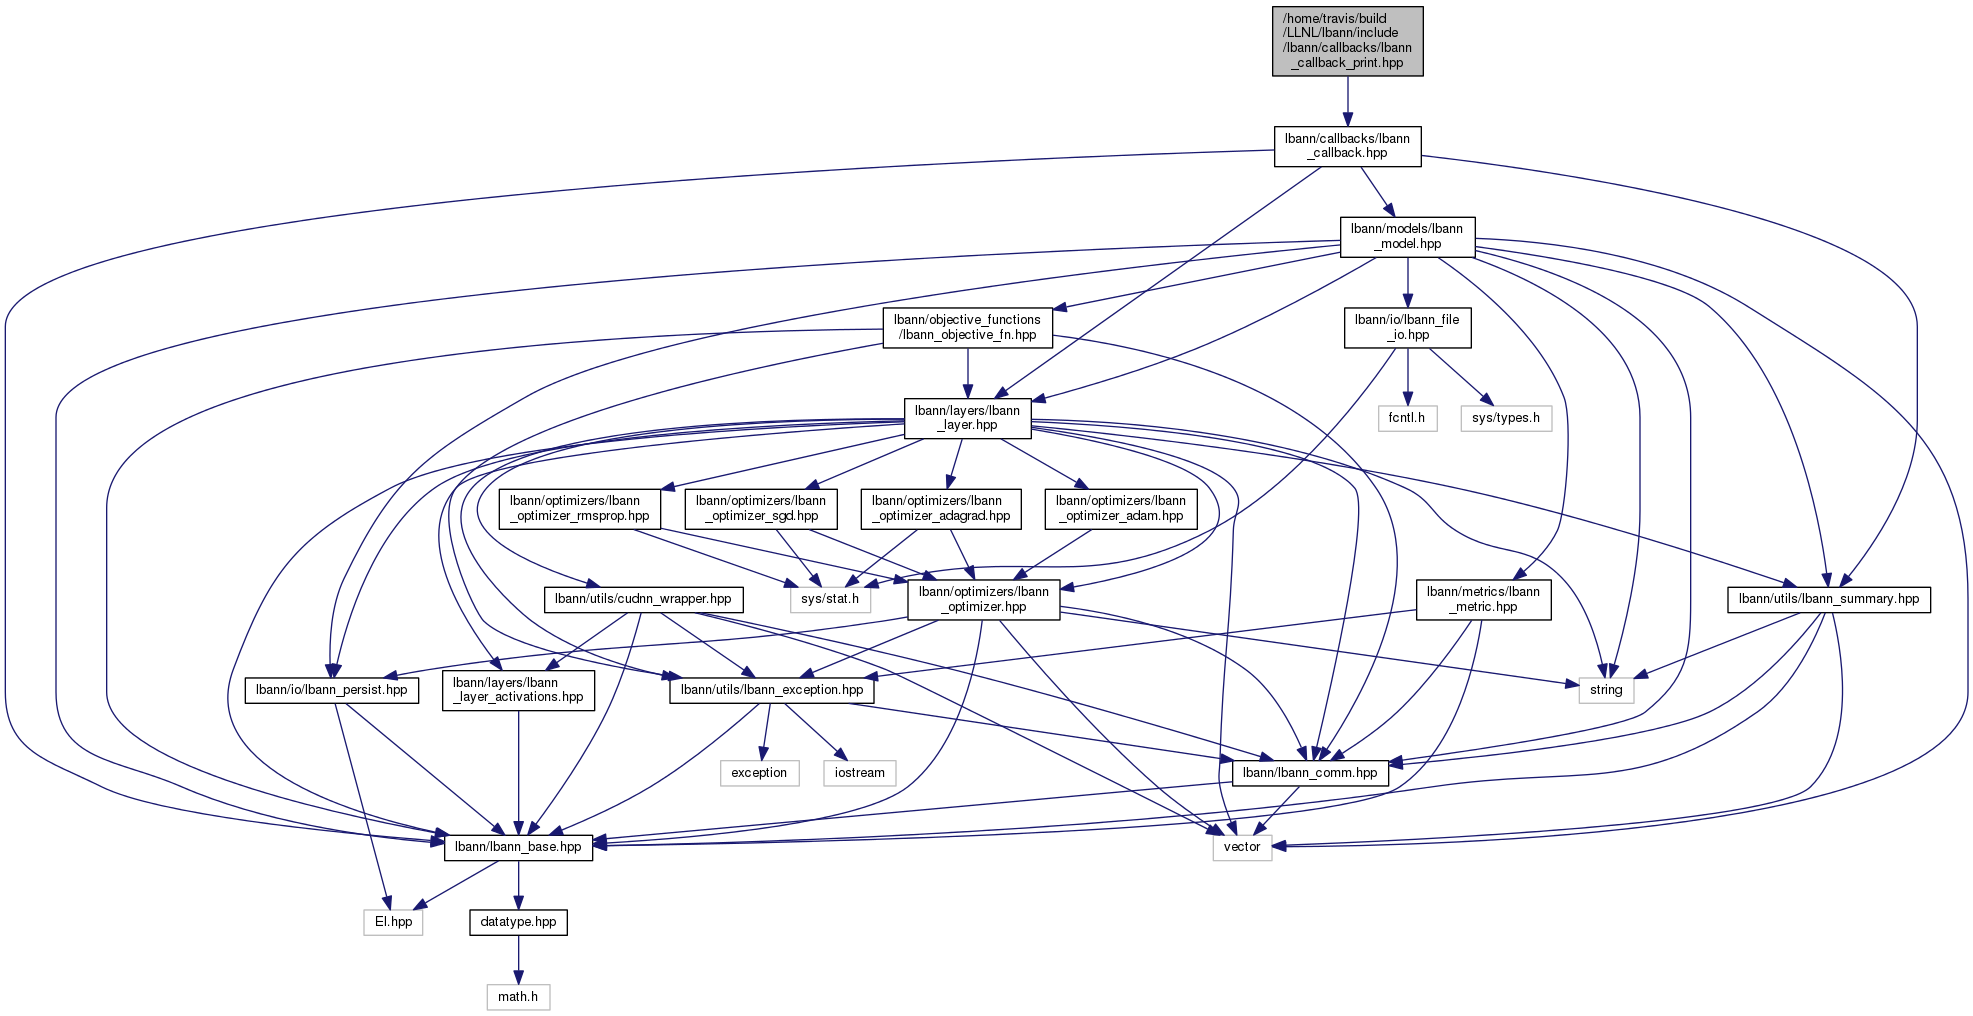 /home/travis/build
/LLNL/lbann/include
/lbann/callbacks/lbann
_callback_print.hpp
lbann/callbacks/lbann
_callback.hpp
lbann/models/lbann
_model.hpp
lbann/objective_functions
/lbann_objective_fn.hpp
lbann/io/lbann_file
_io.hpp
lbann/layers/lbann
_layer.hpp
fcntl.h
sys/types.h
lbann/optimizers/lbann
_optimizer_rmsprop.hpp
lbann/optimizers/lbann
_optimizer_sgd.hpp
lbann/optimizers/lbann
_optimizer_adagrad.hpp
lbann/optimizers/lbann
_optimizer_adam.hpp
lbann/utils/cudnn_wrapper.hpp
sys/stat.h
lbann/optimizers/lbann
_optimizer.hpp
lbann/metrics/lbann
_metric.hpp
lbann/utils/lbann_summary.hpp
lbann/io/lbann_persist.hpp
lbann/layers/lbann
_layer_activations.hpp
lbann/utils/lbann_exception.hpp
string
exception
iostream
lbann/lbann_comm.hpp
lbann/lbann_base.hpp
vector
El.hpp
datatype.hpp
math.h